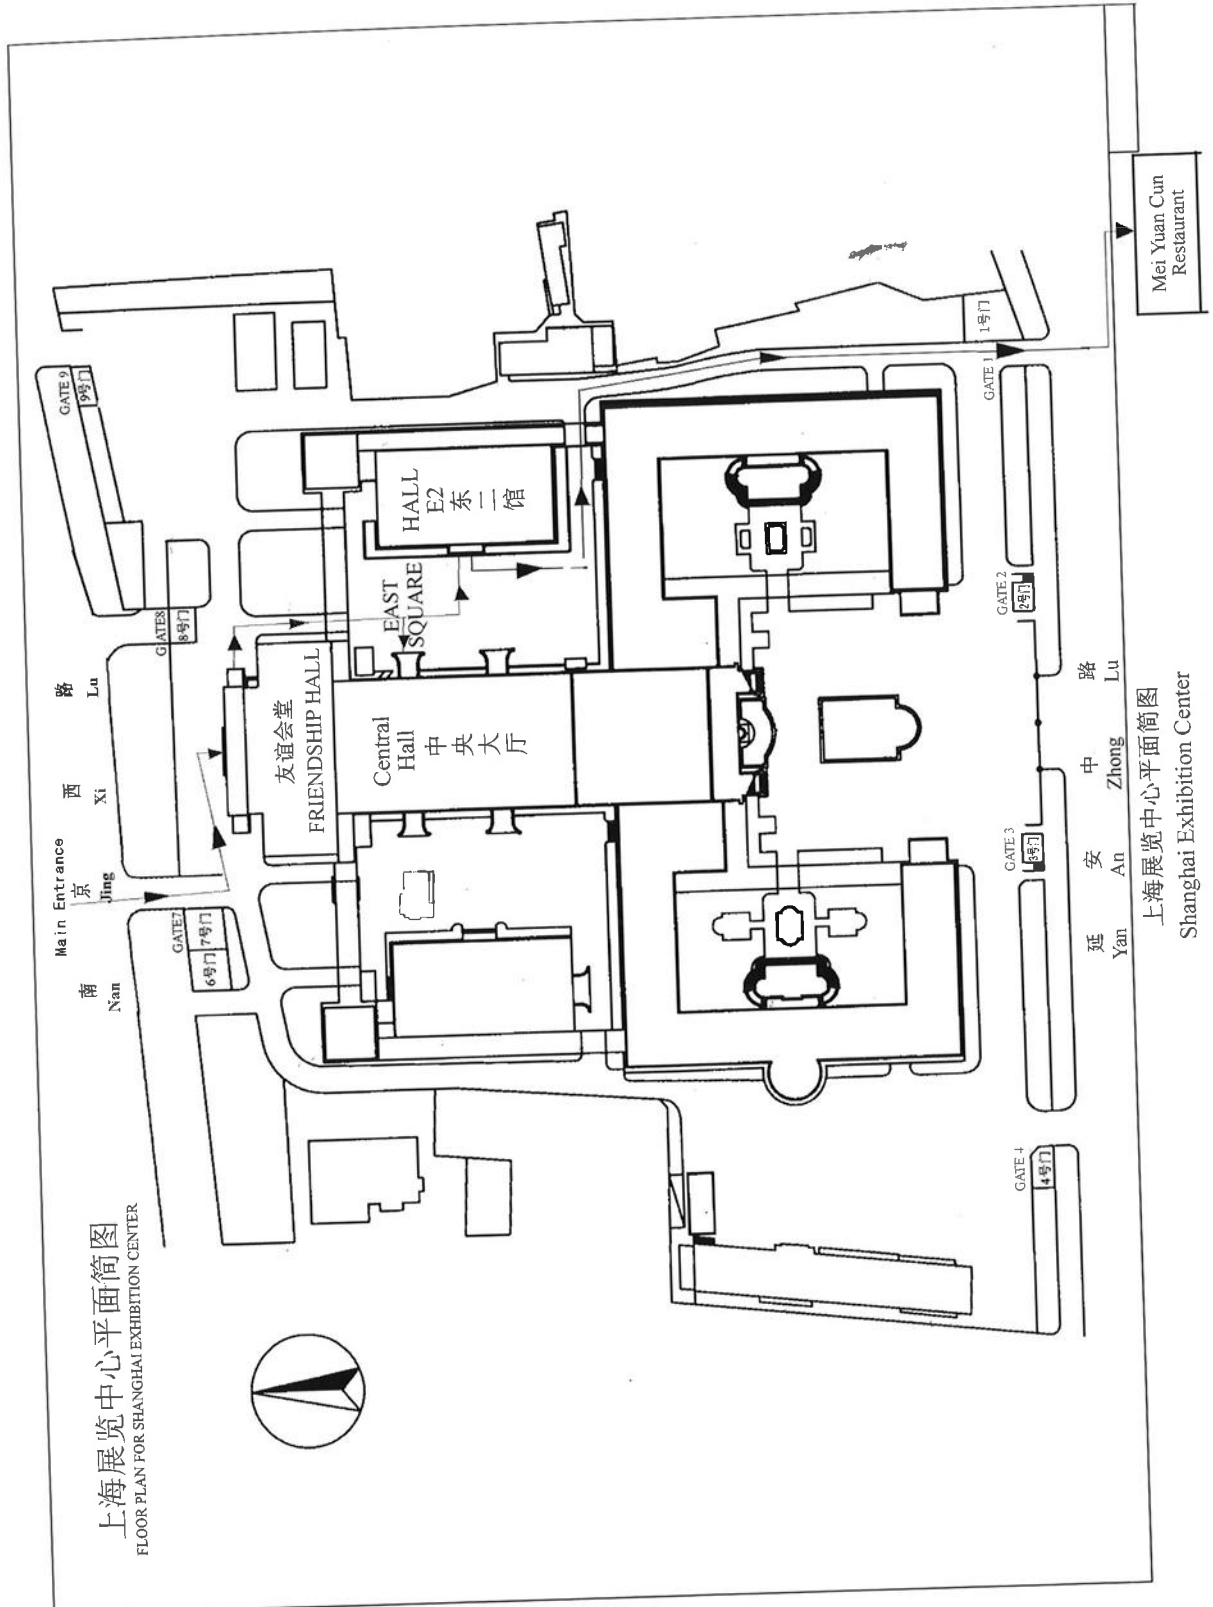 上海展览中心平面简图
FLOOR PLAN FOR SHANGHAI EXHIBITION CENTER
南 京 西 路
Nan Jing Xi Lu
Main Entrance
GATE 9
9号门
GATE8
8号门
GATE7
7号门
6号门
友谊会堂
FRIENDSHIP HALL
Central
Hall
中
央
大
厅
EAST
SQUARE
HALL
E2
东
二
馆
GATE 1
1号门
GATE 2
2号门
GATE 3
3号门
GATE 4
4号门
延 安 中 路
Yan An Zhong Lu
上海展览中心平面简图
Shanghai Exhibition Center
Mei Yuan Cun
Restaurant